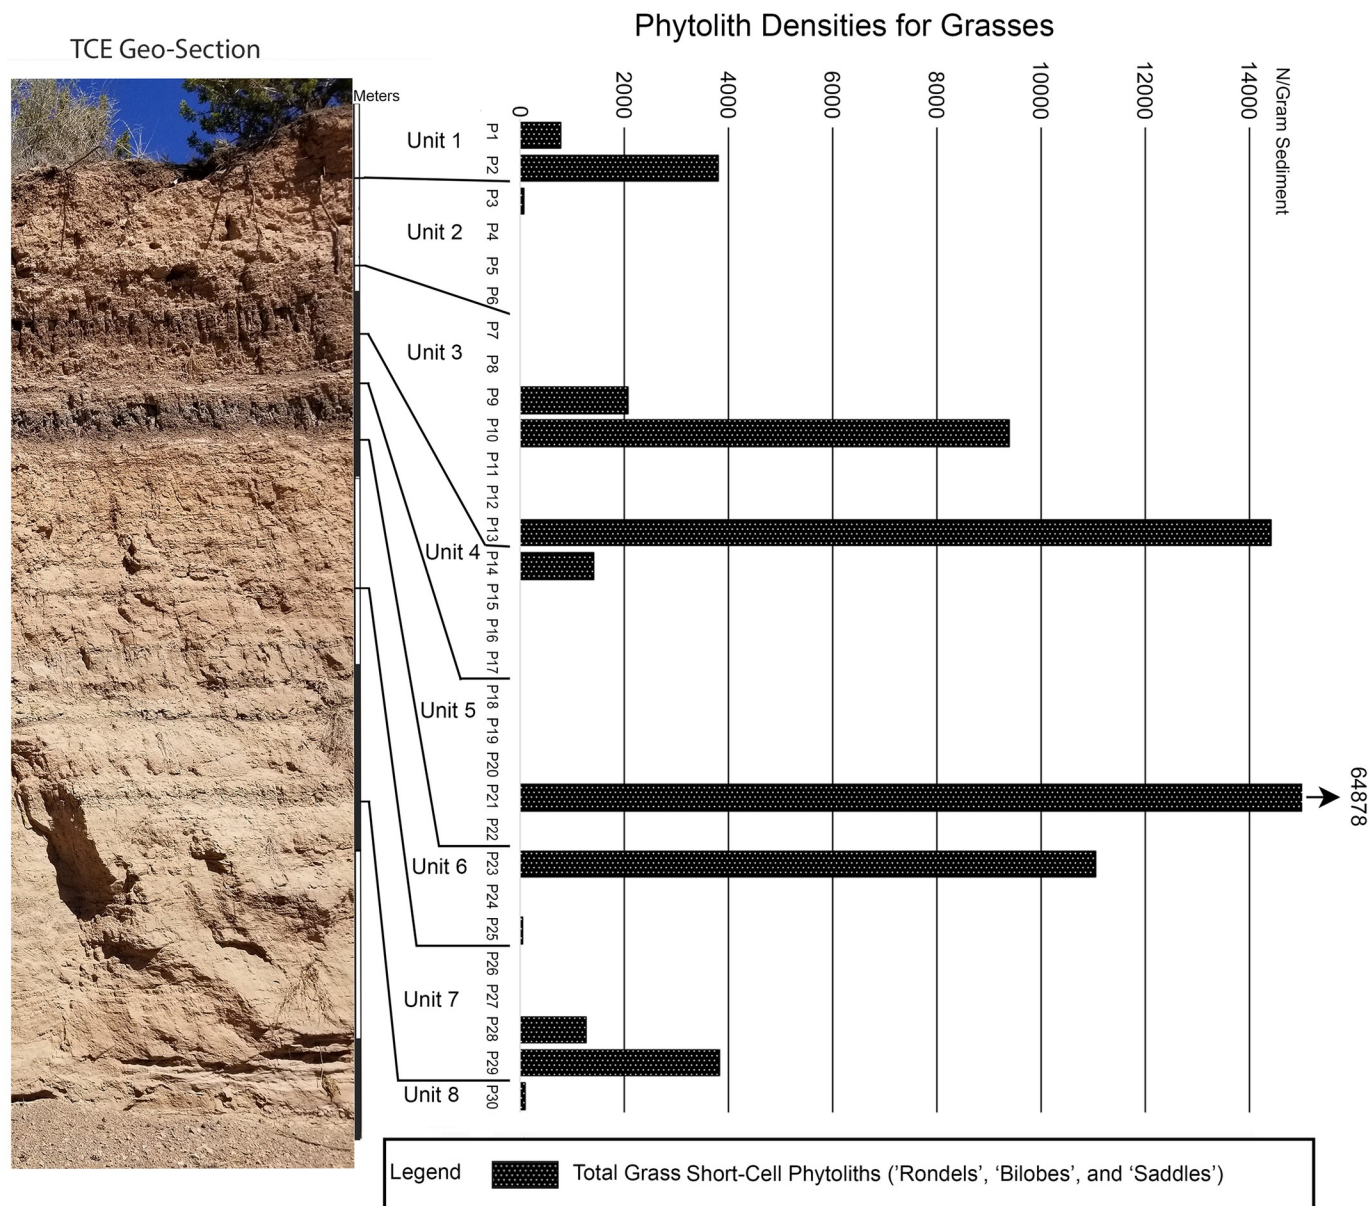 Phytolith Densities for Grasses
TCE Geo-Section
Meters
0
2000
4000
6000
8000
10000
12000
14000
N/Gram Sediment
Unit 1
Unit 2
Unit 3
Unit 4
Unit 5
Unit 6
Unit 7
Unit 8
P1
P2
P3
P4
P5
P6
P7
P8
P9
P10
P11
P12
P13
P14
P15
P16
P17
P18
P19
P20
P21
P22
P23
P24
P25
P26
P27
P28
P29
P30
64878
Legend
Total Grass Short-Cell Phytoliths ('Rondels', ‘Bilobes’, and ‘Saddles’)